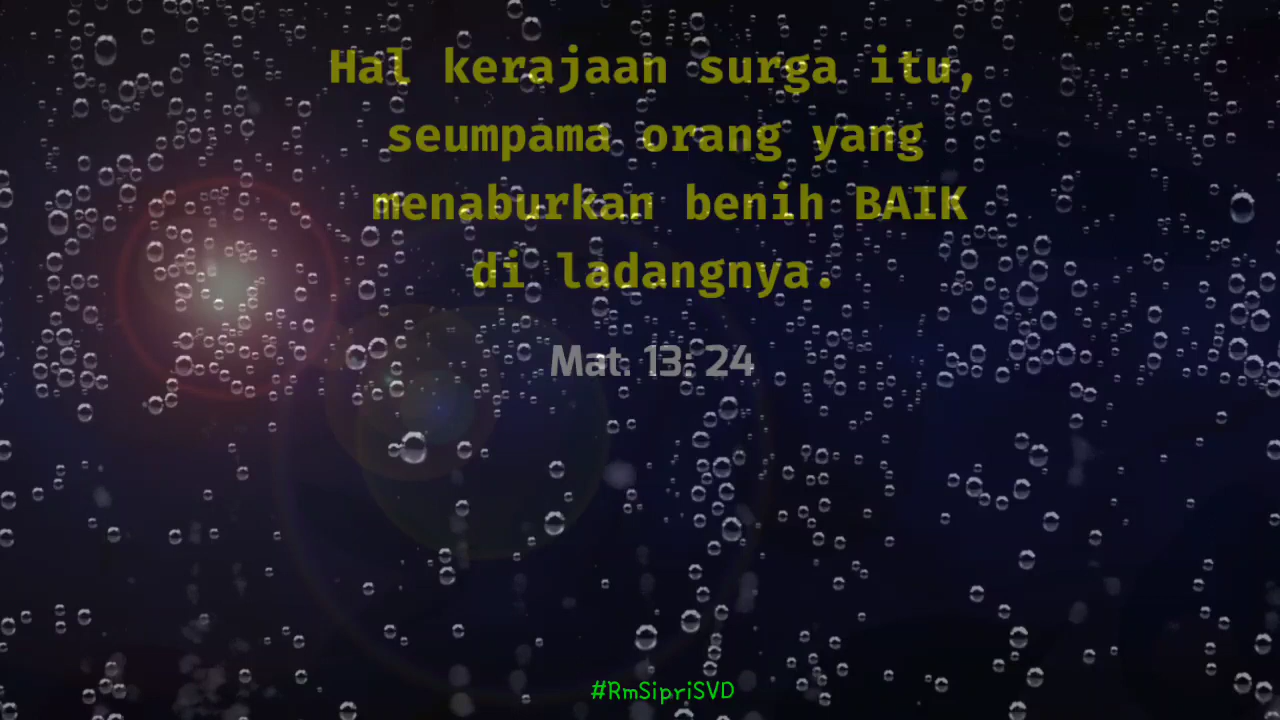 Hal kerajaan surga itu,
seumpama orang yang
menaburkan benih BAIK
di ladangnya.
Mat. 13: 24
#RmSipriSVD